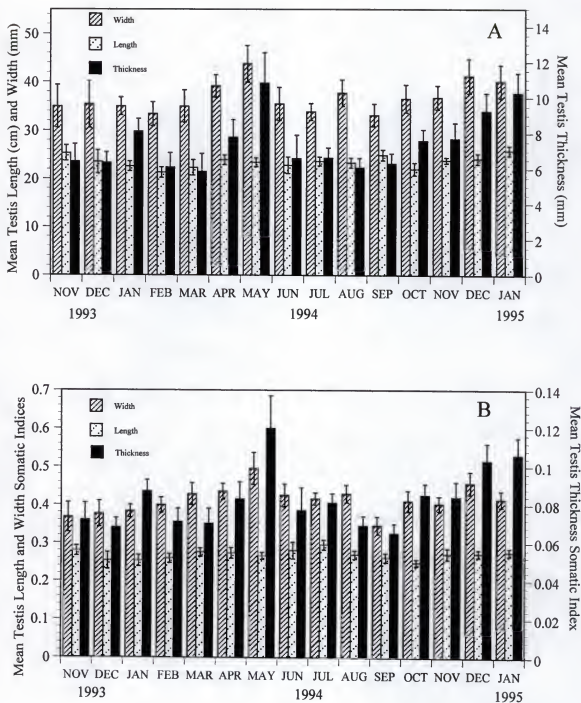 A
Mean Testis Length (cm) and Width (mm)
55
50
40
30
20
10
0
Width
Length
Thickness
14
12
10
8
6
4
2
0
Mean Testis Thickness (mm)
NOV DEC JAN FEB MAR APR MAY JUN JUL AUG SEP OCT NOV DEC JAN
1993 1994 1995
B
Mean Testis Length and Width Somatic Indices
0.7
0.6
0.5
0.4
0.3
0.2
0.1
0
Width
Length
Thickness
0.14
0.12
0.1
0.08
0.06
0.04
0.02
0
Mean Testis Thickness Somatic Index
NOV DEC JAN FEB MAR APR MAY JUN JUL AUG SEP OCT NOV DEC JAN
1993 1994 1995